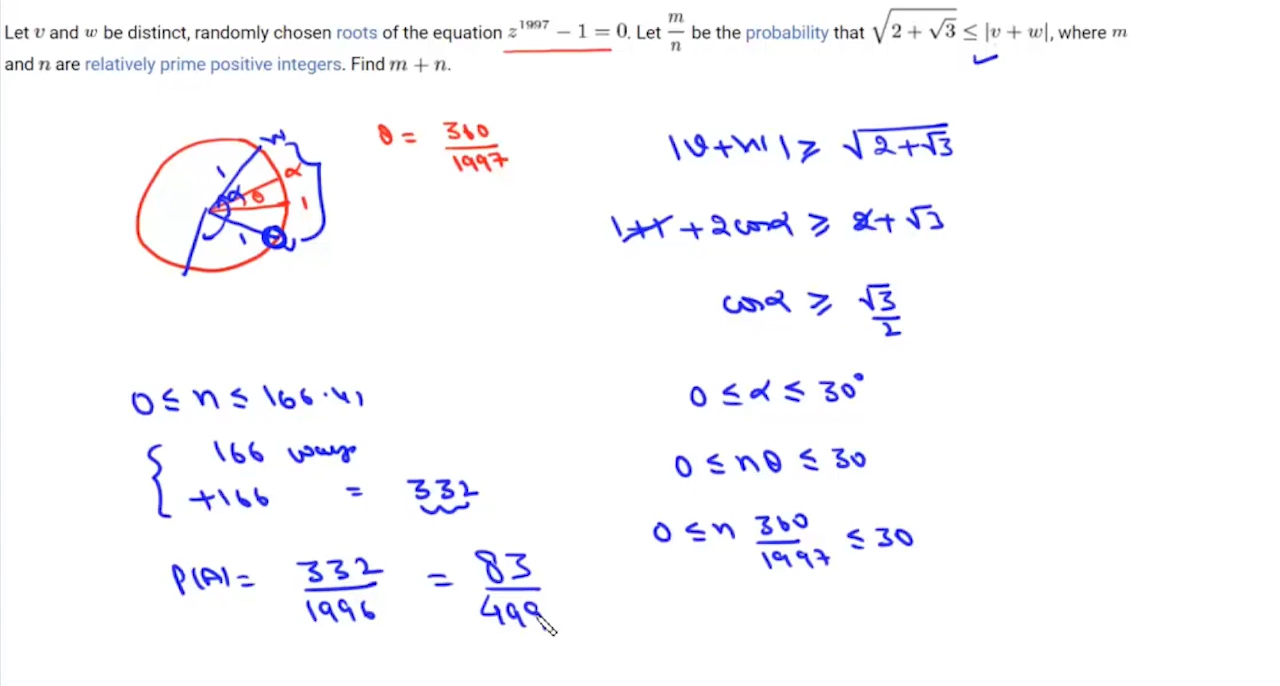 Let v and w be distinct, randomly chosen roots of the equation z^1997 − 1 = 0. Let m/n be the probability that √(2 + √3) ≤ |v + w|, where m
and n are relatively prime positive integers. Find m + n.
θ = 360/1997
|v+w| ≥ √(2+√3)
w
1 α α θ 1
1 v
1+1 + 2cosα ≥ 2+√3
cosα ≥ √3/2
0 ≤ n ≤ 166.41
0 ≤ α ≤ 30°
166 ways
+166 = 332
0 ≤ nθ ≤ 30
0 ≤ n 360/1997 ≤ 30
P(A) = 332/1996 = 83/499